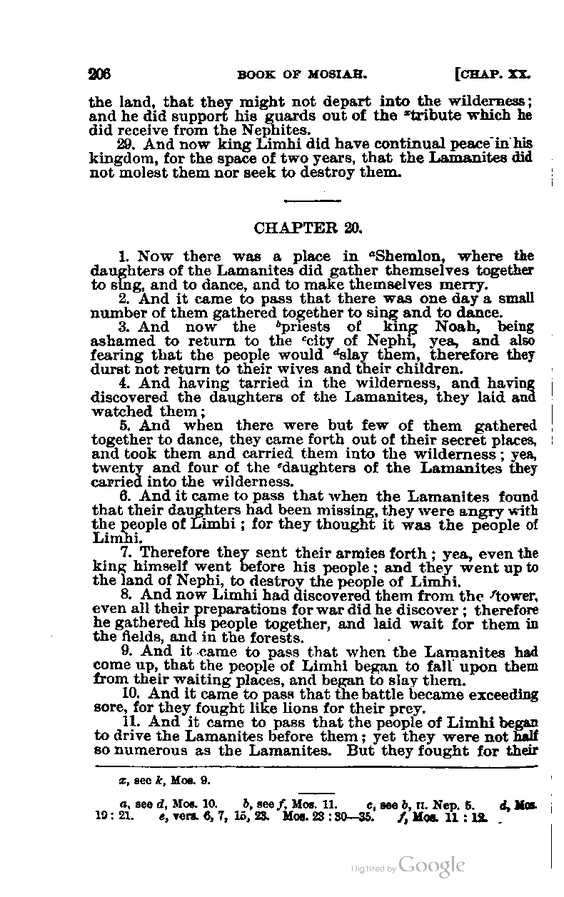 206 BOOK OF MOSIAH. [CHAP. XX.
the land, that they might not depart into the wilderness;
and he did support his guards out of the ˣtribute which he
did receive from the Nephites.
29. And now king Limhi did have continual peace in his
kingdom, for the space of two years, that the Lamanites did
not molest them nor seek to destroy them.
CHAPTER 20.
1. Now there was a place in ᵃShemlon, where the
daughters of the Lamanites did gather themselves together
to sing, and to dance, and to make themselves merry.
2. And it came to pass that there was one day a small
number of them gathered together to sing and to dance.
3. And now the ᵇpriests of king Noah, being
ashamed to return to the ᶜcity of Nephi, yea, and also
fearing that the people would ᵈslay them, therefore they
durst not return to their wives and their children.
4. And having tarried in the wilderness, and having
discovered the daughters of the Lamanites, they laid and
watched them;
5. And when there were but few of them gathered
together to dance, they came forth out of their secret places,
and took them and carried them into the wilderness; yea,
twenty and four of the ᵉdaughters of the Lamanites they
carried into the wilderness.
6. And it came to pass that when the Lamanites found
that their daughters had been missing, they were angry with
the people of Limhi; for they thought it was the people of
Limhi.
7. Therefore they sent their armies forth; yea, even the
king himself went before his people; and they went up to
the land of Nephi, to destroy the people of Limhi.
8. And now Limhi had discovered them from the ᶠtower,
even all their preparations for war did he discover; therefore
he gathered his people together, and laid wait for them in
the fields, and in the forests.
9. And it came to pass that when the Lamanites had
come up, that the people of Limhi began to fall upon them
from their waiting places, and began to slay them.
10. And it came to pass that the battle became exceeding
sore, for they fought like lions for their prey.
11. And it came to pass that the people of Limhi began
to drive the Lamanites before them; yet they were not half
so numerous as the Lamanites. But they fought for their
x, see k, Mos. 9.
a, see d, Mos. 10. b, see f, Mos. 11. c, see b, II. Nep. 5. d, Mos.
19: 21. e, vers. 6, 7, 15, 23. Mos. 23: 30—35. f, Mos. 11: 12.
Digitized by Google